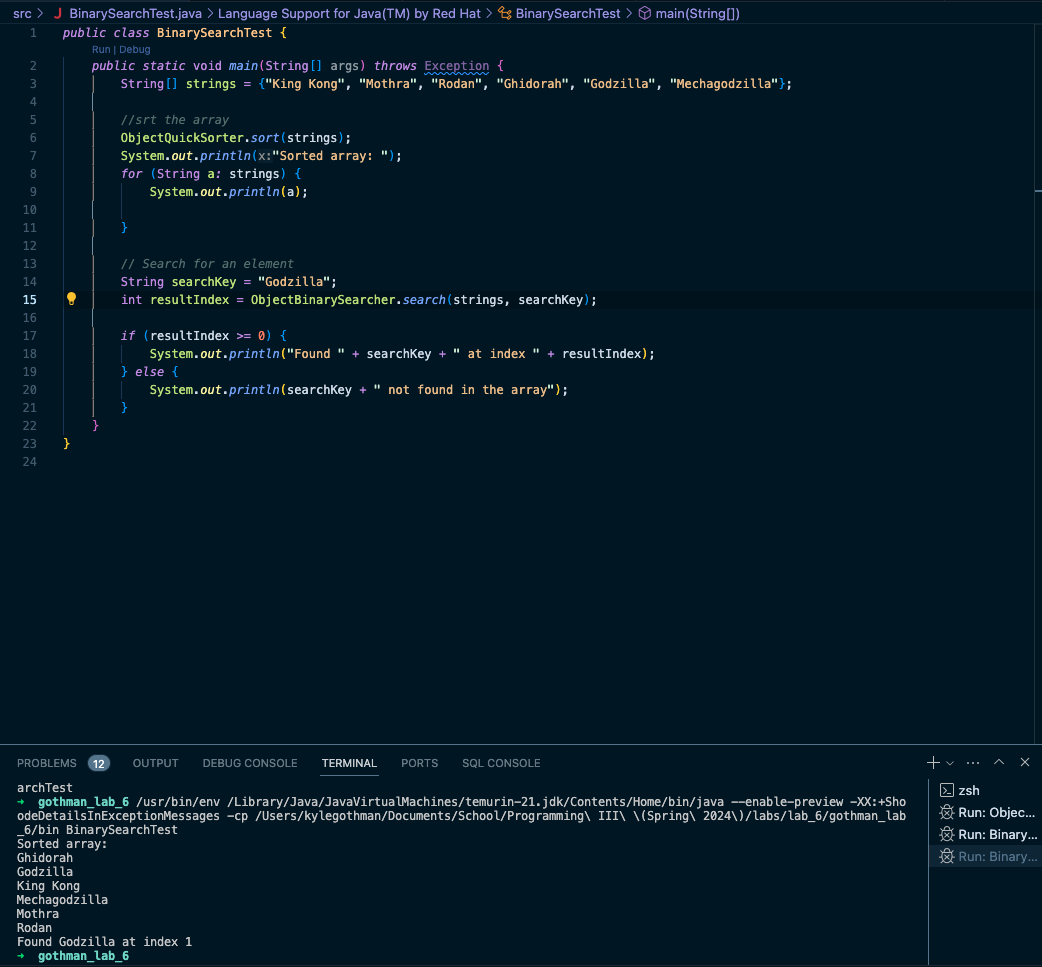 src > J BinarySearchTest.java > Language Support for Java(TM) by Red Hat > BinarySearchTest > main(String[])
1 public class BinarySearchTest {
Run | Debug
2 public static void main(String[] args) throws Exception {
3 String[] strings = {"King Kong", "Mothra", "Rodan", "Ghidorah", "Godzilla", "Mechagodzilla"};
4
5 //srt the array
6 ObjectQuickSorter.sort(strings);
7 System.out.println(x:"Sorted array: ");
8 for (String a: strings) {
9 System.out.println(a);
10
11 }
12
13 // Search for an element
14 String searchKey = "Godzilla";
15 int resultIndex = ObjectBinarySearcher.search(strings, searchKey);
16
17 if (resultIndex >= 0) {
18 System.out.println("Found " + searchKey + " at index " + resultIndex);
19 } else {
20 System.out.println(searchKey + " not found in the array");
21 }
22 }
23 }
24
PROBLEMS 12 OUTPUT DEBUG CONSOLE TERMINAL PORTS SQL CONSOLE
archTest
→ gothman_lab_6 /usr/bin/env /Library/Java/JavaVirtualMachines/temurin-21.jdk/Contents/Home/bin/java --enable-preview -XX:+Sho
odeDetailsInExceptionMessages -cp /Users/kylegothman/Documents/School/Programming\ III\ \(Spring\ 2024\)/labs/lab_6/gothman_lab
_6/bin BinarySearchTest
Sorted array:
Ghidorah
Godzilla
King Kong
Mechagodzilla
Mothra
Rodan
Found Godzilla at index 1
→ gothman_lab_6
zsh
Run: Objec...
Run: Binary...
Run: Binary...